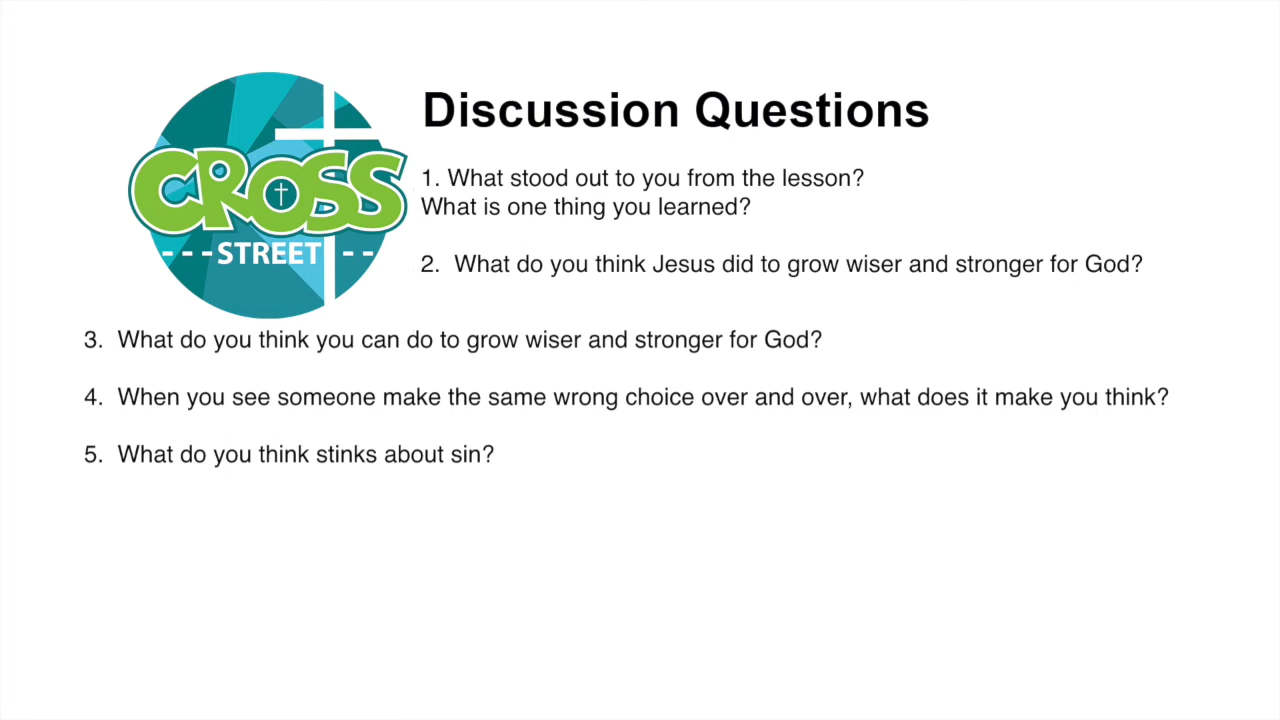 CROSS
---STREET--
Discussion Questions
1. What stood out to you from the lesson?
What is one thing you learned?
2.  What do you think Jesus did to grow wiser and stronger for God?
3.  What do you think you can do to grow wiser and stronger for God?
4.  When you see someone make the same wrong choice over and over, what does it make you think?
5.  What do you think stinks about sin?